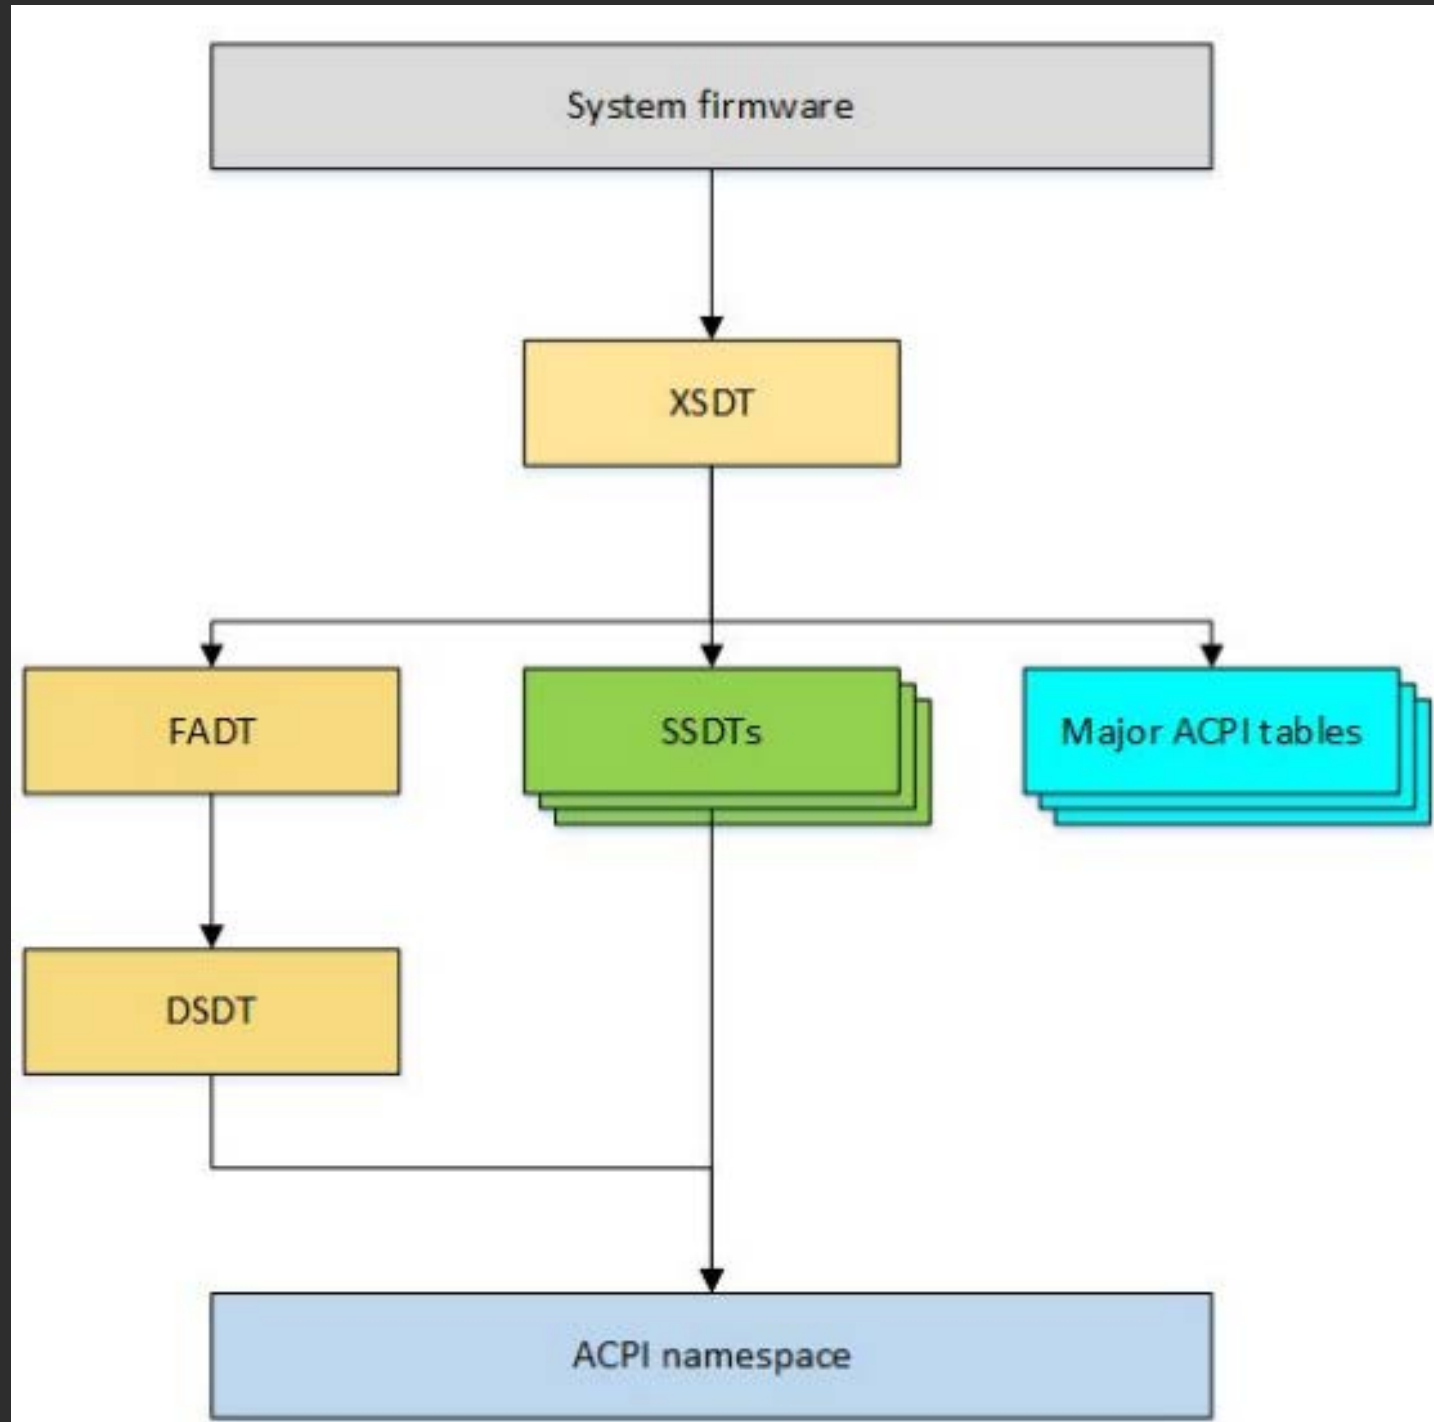 System firmware
XSDT
FADT
SSDTs
Major ACPI tables
DSDT
ACPI namespace